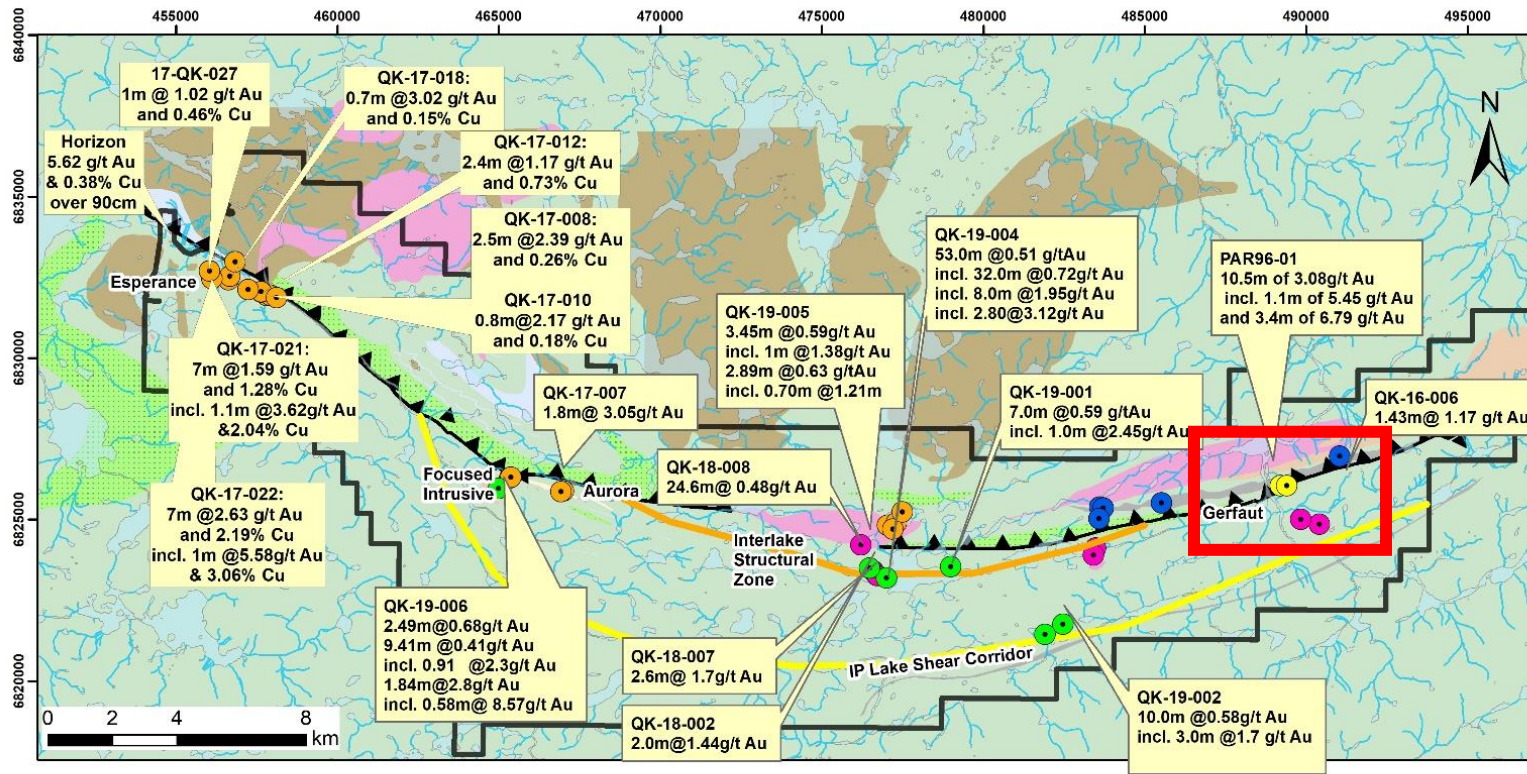 455000
460000
465000
470000
475000
480000
485000
490000
495000
6840000
6835000
6830000
6825000
6820000
N
17-QK-027
1m @ 1.02 g/t Au
and 0.46% Cu
QK-17-018:
0.7m @3.02 g/t Au
and 0.15% Cu
Horizon
5.62 g/t Au
& 0.38% Cu
over 90cm
QK-17-012:
2.4m @1.17 g/t Au
and 0.73% Cu
QK-17-008:
2.5m @2.39 g/t Au
and 0.26% Cu
QK-17-010
0.8m@2.17 g/t Au
and 0.18% Cu
Esperance
QK-17-021:
7m @1.59 g/t Au
and 1.28% Cu
incl. 1.1m @3.62g/t Au
&2.04% Cu
QK-17-022:
7m @2.63 g/t Au
and 2.19% Cu
incl. 1m @5.58g/t Au
& 3.06% Cu
QK-17-007
1.8m@ 3.05g/t Au
Focused
Intrusive
Aurora
QK-19-006
2.49m@0.68g/t Au
9.41m @0.41g/t Au
incl. 0.91 @2.3g/t Au
1.84m@2.8g/t Au
incl. 0.58m@ 8.57g/t Au
QK-19-005
3.45m @0.59g/t Au
incl. 1m @1.38g/t Au
2.89m @0.63 g/tAu
incl. 0.70m @1.21m
QK-19-004
53.0m @0.51 g/tAu
incl. 32.0m @0.72g/t Au
incl. 8.0m @1.95g/t Au
incl. 2.80@3.12g/t Au
QK-18-008
24.6m@ 0.48g/t Au
Interlake
Structural
Zone
QK-19-001
7.0m @0.59 g/tAu
incl. 1.0m @2.45g/t Au
PAR96-01
10.5m of 3.08g/t Au
incl. 1.1m of 5.45 g/t Au
and 3.4m of 6.79 g/t Au
QK-16-006
1.43m@ 1.17 g/t Au
Gerfaut
QK-18-007
2.6m@ 1.7g/t Au
QK-18-002
2.0m@1.44g/t Au
IP Lake Shear Corridor
QK-19-002
10.0m @0.58g/t Au
incl. 3.0m @1.7 g/t Au
0 2 4 8
km